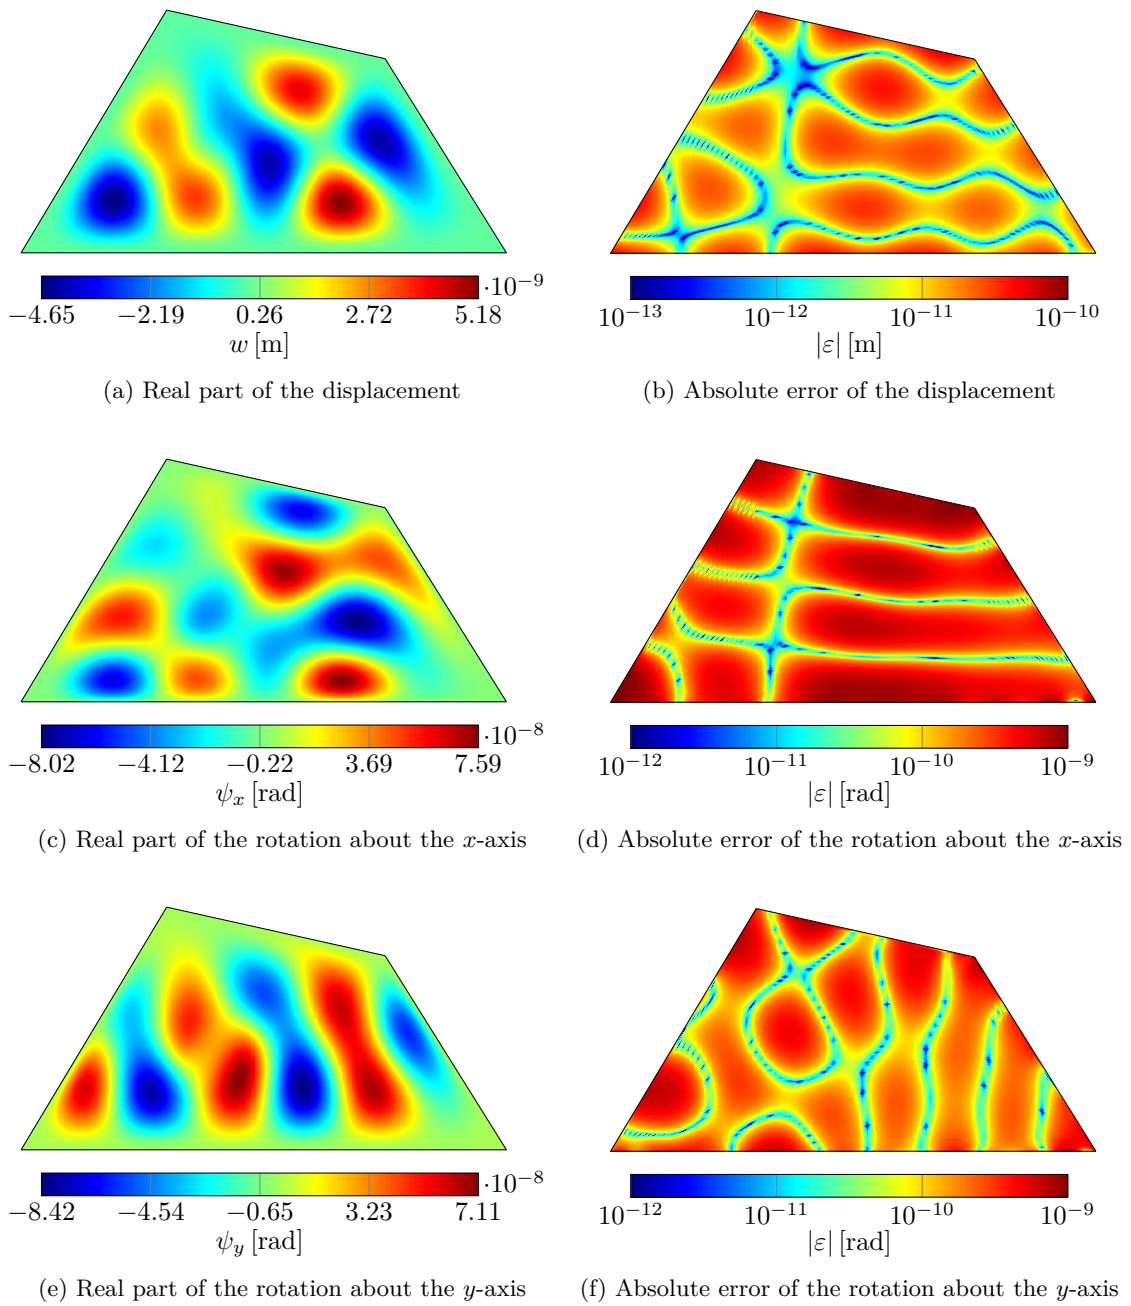 −4.65 −2.19 0.26 2.72 5.18 ·10−9
w [m]
10−13 10−12 10−11 10−10
|ε| [m]
(a) Real part of the displacement
(b) Absolute error of the displacement
−8.02 −4.12 −0.22 3.69 7.59 ·10−8
ψx [rad]
10−12 10−11 10−10 10−9
|ε| [rad]
(c) Real part of the rotation about the x-axis
(d) Absolute error of the rotation about the x-axis
−8.42 −4.54 −0.65 3.23 7.11 ·10−8
ψy [rad]
10−12 10−11 10−10 10−9
|ε| [rad]
(e) Real part of the rotation about the y-axis
(f) Absolute error of the rotation about the y-axis